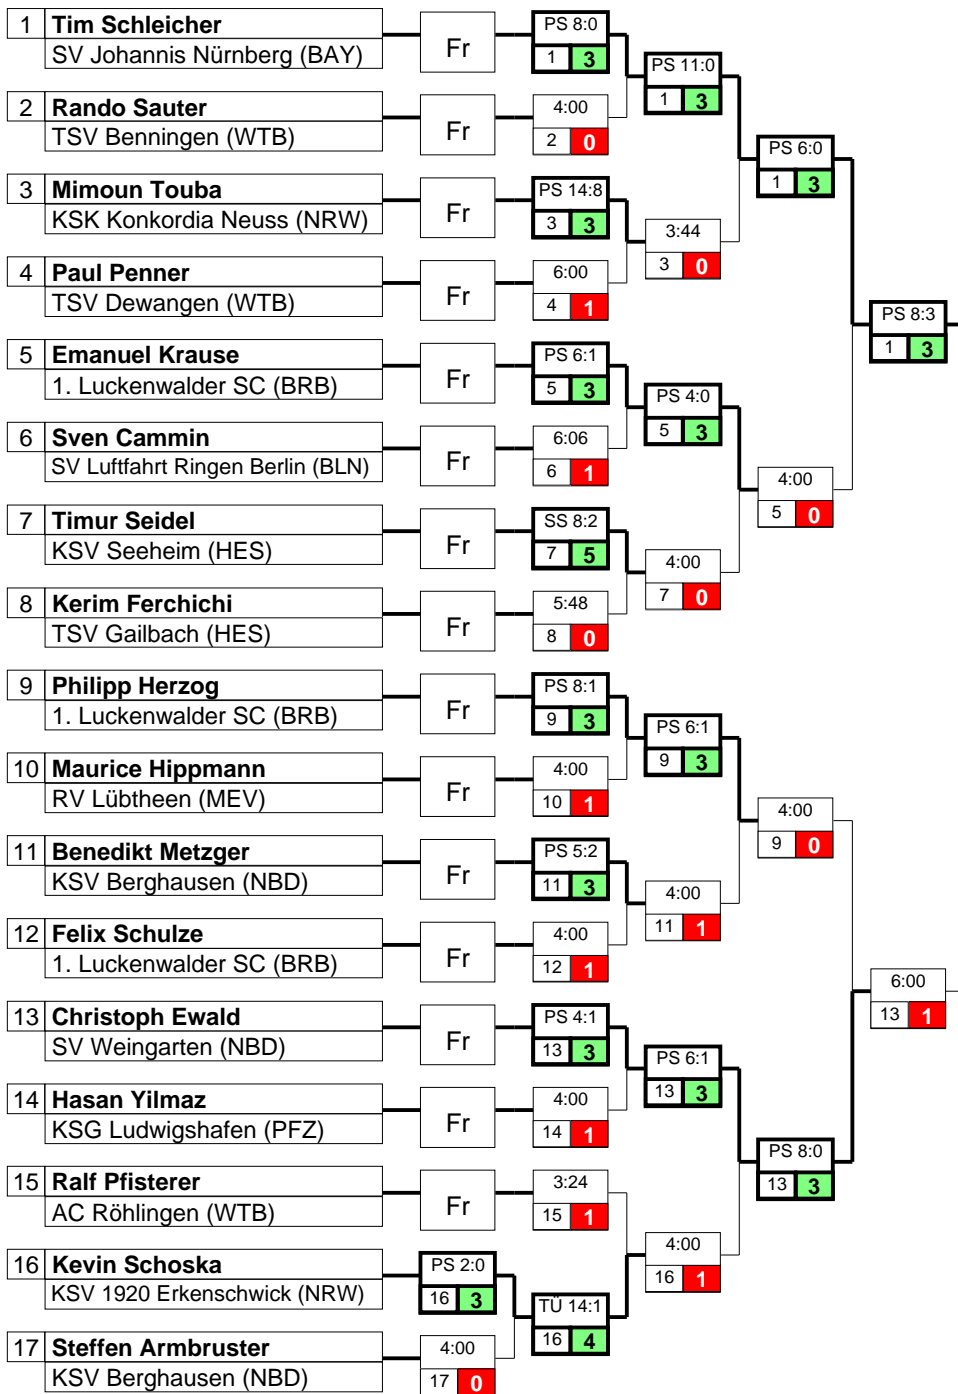 1 Tim Schleicher
SV Johannis Nürnberg (BAY)
Fr
PS 8:0
1 3
PS 11:0
1 3
2 Rando Sauter
TSV Benningen (WTB)
Fr
4:00
2 0
PS 6:0
1 3
3 Mimoun Touba
KSK Konkordia Neuss (NRW)
Fr
PS 14:8
3 3
3:44
3 0
4 Paul Penner
TSV Dewangen (WTB)
Fr
6:00
4 1
PS 8:3
1 3
5 Emanuel Krause
1. Luckenwalder SC (BRB)
Fr
PS 6:1
5 3
PS 4:0
5 3
6 Sven Cammin
SV Luftfahrt Ringen Berlin (BLN)
Fr
6:06
6 1
4:00
5 0
7 Timur Seidel
KSV Seeheim (HES)
Fr
SS 8:2
7 5
4:00
7 0
8 Kerim Ferchichi
TSV Gailbach (HES)
Fr
5:48
8 0
9 Philipp Herzog
1. Luckenwalder SC (BRB)
Fr
PS 8:1
9 3
PS 6:1
9 3
10 Maurice Hippmann
RV Lübtheen (MEV)
Fr
4:00
10 1
4:00
9 0
11 Benedikt Metzger
KSV Berghausen (NBD)
Fr
PS 5:2
11 3
4:00
11 1
12 Felix Schulze
1. Luckenwalder SC (BRB)
Fr
4:00
12 1
6:00
13 1
13 Christoph Ewald
SV Weingarten (NBD)
Fr
PS 4:1
13 3
PS 6:1
13 3
14 Hasan Yilmaz
KSG Ludwigshafen (PFZ)
Fr
4:00
14 1
PS 8:0
13 3
15 Ralf Pfisterer
AC Röhlingen (WTB)
Fr
3:24
15 1
4:00
16 1
16 Kevin Schoska
KSV 1920 Erkenschwick (NRW)
PS 2:0
16 3
TÜ 14:1
16 4
17 Steffen Armbruster
KSV Berghausen (NBD)
4:00
17 0